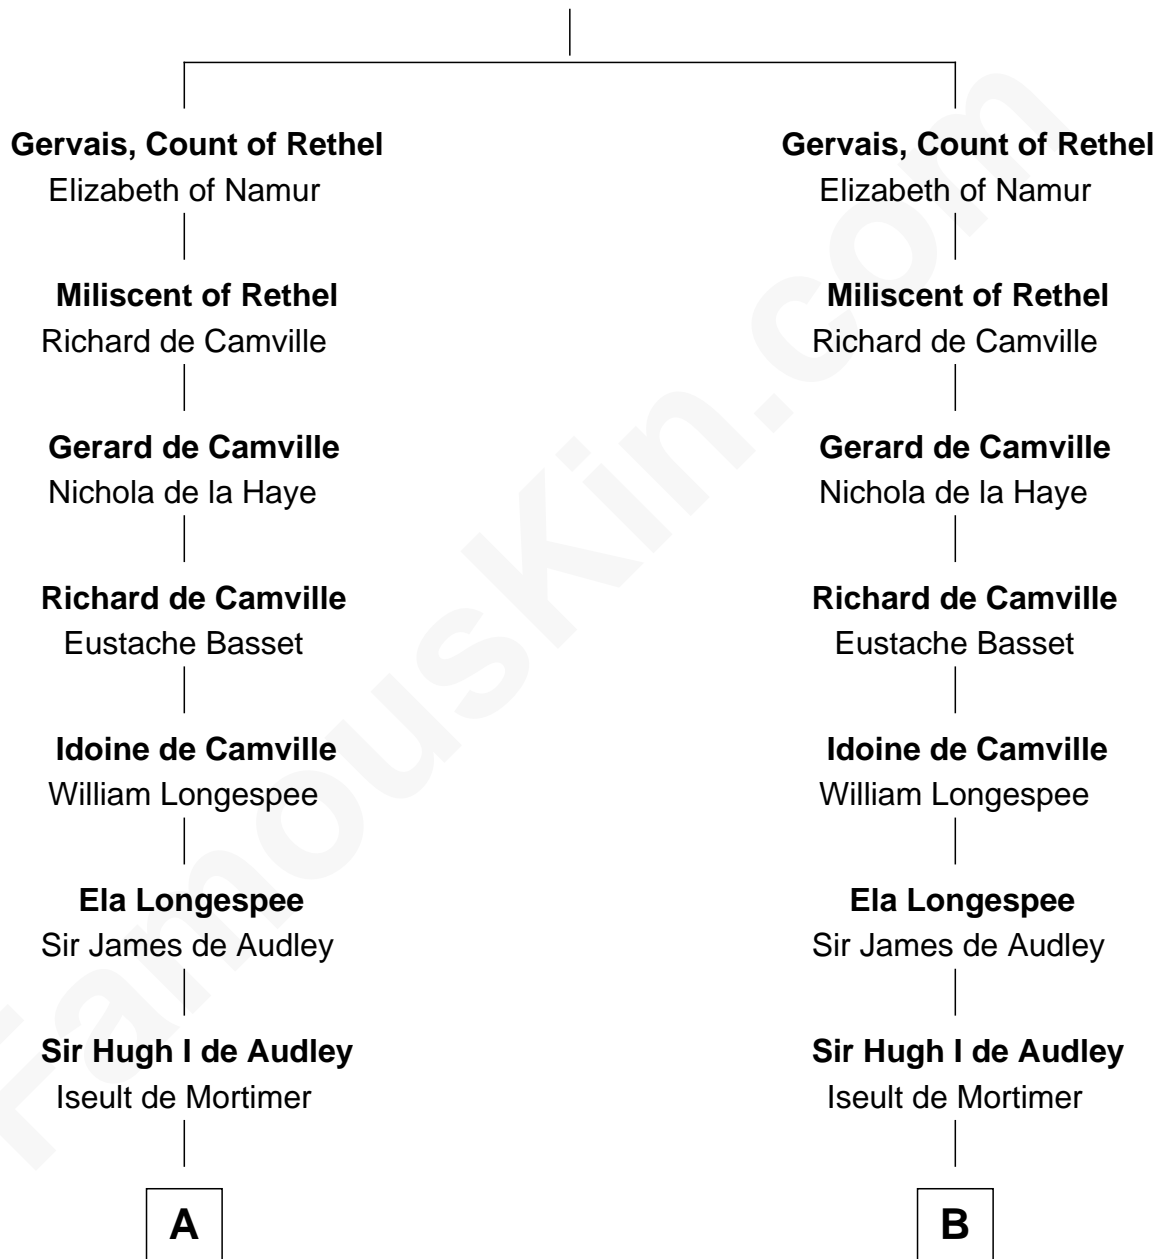 Gervais, Count of Rethel
Elizabeth of Namur
Miliscent of Rethel
Richard de Camville
Gerard de Camville
Nichola de la Haye
Richard de Camville
Eustache Basset
Idoine de Camville
William Longespee
Ela Longespee
Sir James de Audley
Sir Hugh I de Audley
Iseult de Mortimer
A
Gervais, Count of Rethel
Elizabeth of Namur
Miliscent of Rethel
Richard de Camville
Gerard de Camville
Nichola de la Haye
Richard de Camville
Eustache Basset
Idoine de Camville
William Longespee
Ela Longespee
Sir James de Audley
Sir Hugh I de Audley
Iseult de Mortimer
B
FamousKin.com